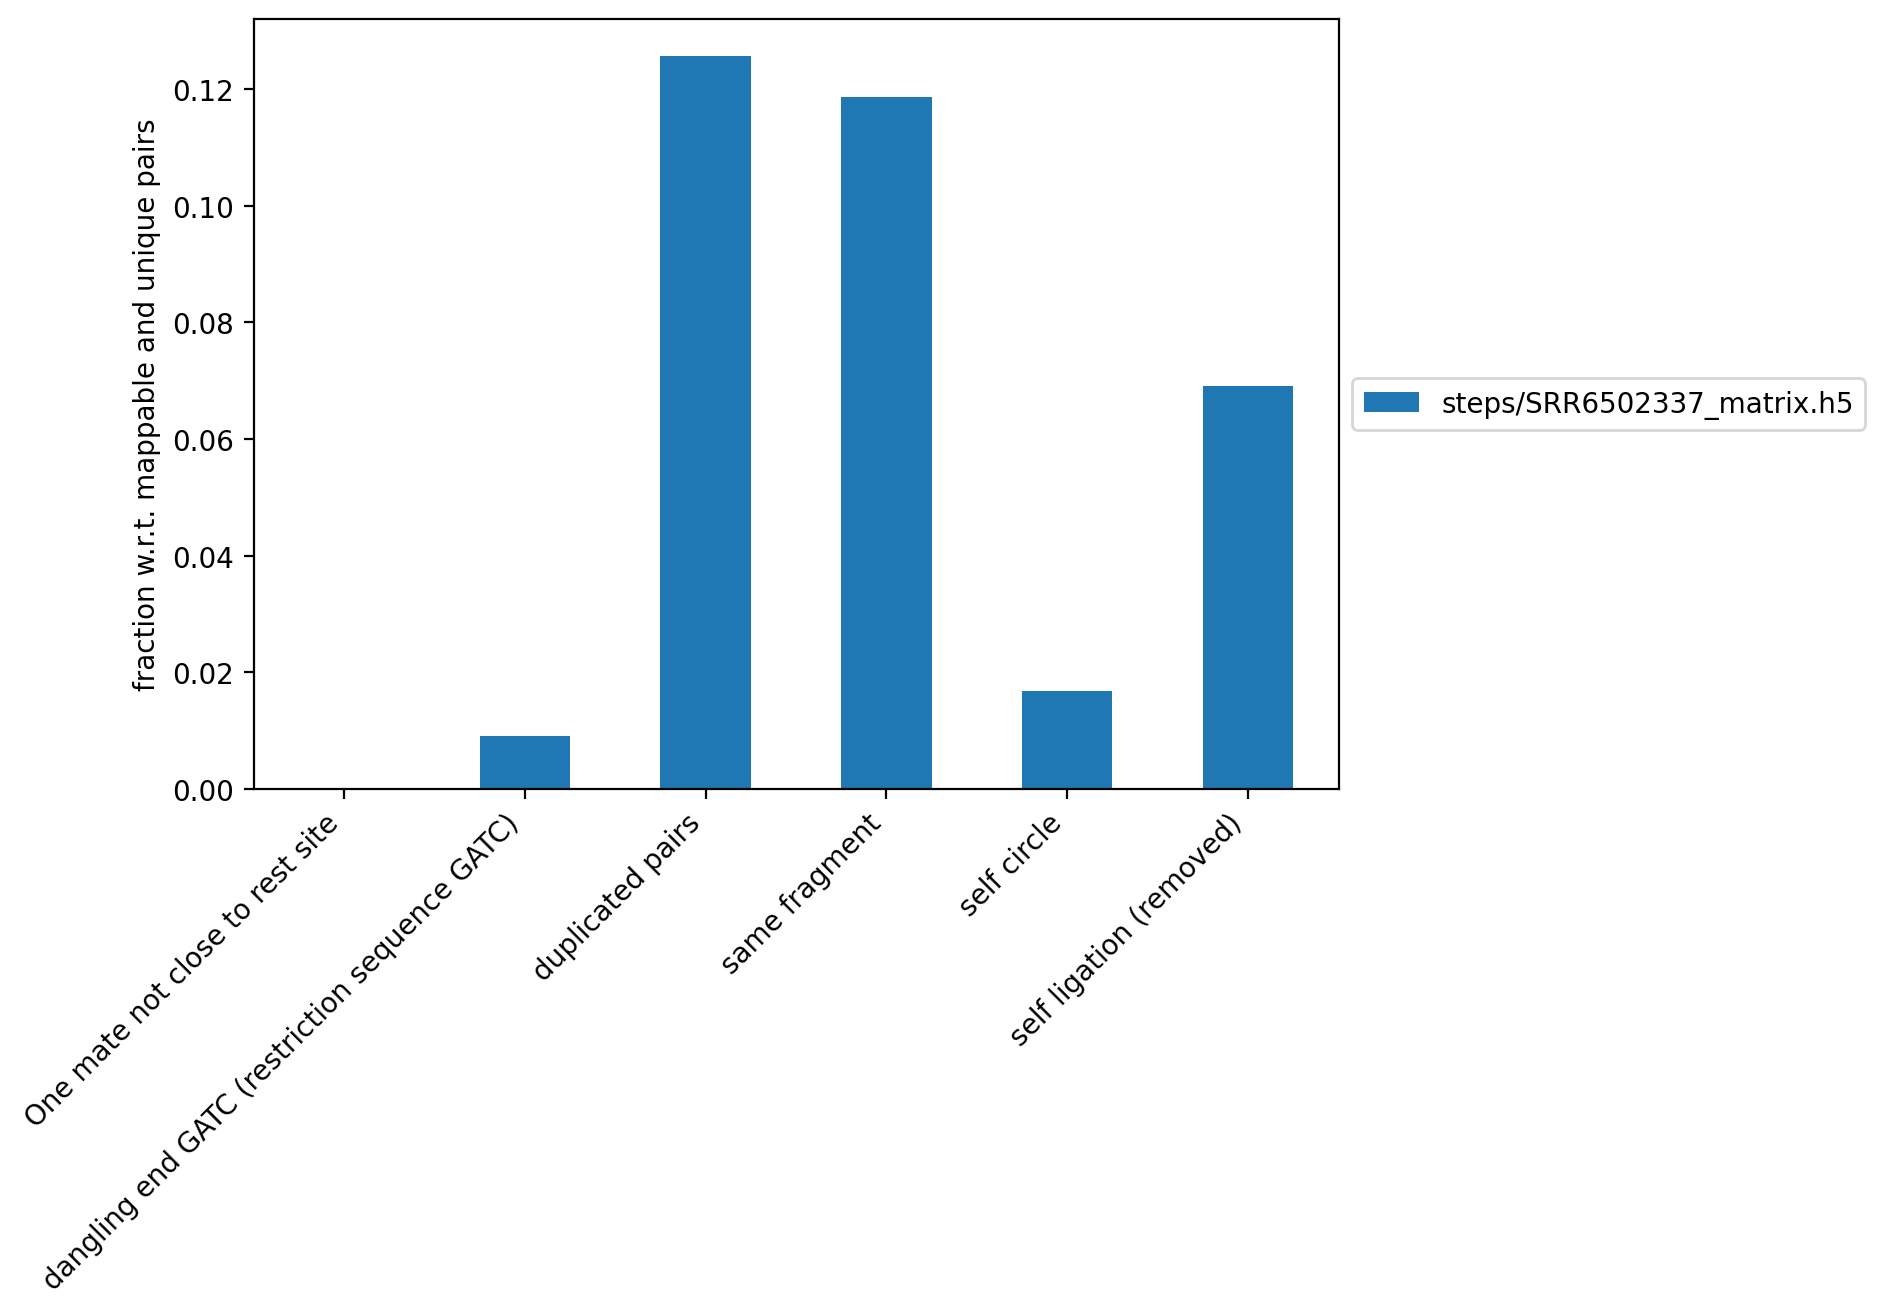 fraction w.r.t. mappable and unique pairs
0.12
0.10
0.08
0.06
0.04
0.02
0.00
One mate not close to rest site
dangling end GATC (restriction sequence GATC)
duplicated pairs
same fragment
self circle
self ligation (removed)
steps/SRR6502337_matrix.h5